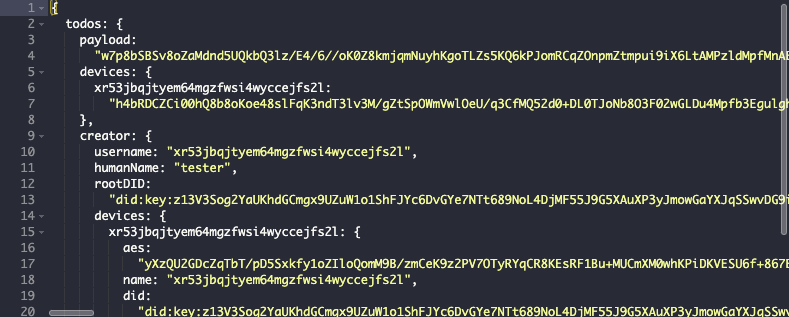 1 {
2 todos: {
3 payload:
4 "w7p8bSBSv8oZaMdnd5UQkbQ3lz/E4/6//oK0Z8kmjqmNuyhKgoTLZs5KQ6kPJomRCqZOnpmZtmpui9iX6LtAMPzldMpfMnAE
5 devices: {
6 xr53jbqjtyem64mgzfwsi4wyccejfs2l:
7 "h4bRDCZCi00hQ8b8oKoe48slFqK3ndT3lv3M/gZtSpOWmVwlOeU/q3CfMQ52d0+DL0TJoNb8O3F02wGLDu4Mpfb3Egulgh
8 },
9 creator: {
10 username: "xr53jbqjtyem64mgzfwsi4wyccejfs2l",
11 humanName: "tester",
12 rootDID:
13 "did:key:z13V3Sog2YaUKhdGCmgx9UZuW1o1ShFJYc6DvGYe7NTt689NoL4DjMF55J9G5XAuXP3yJmowGaYXJqSSwvDG9i
14 devices: {
15 xr53jbqjtyem64mgzfwsi4wyccejfs2l: {
16 aes:
17 "yXzQU2GDcZqTbT/pD5Sxkfy1oZIloQomM9B/zmCeK9z2PV7OTyRYqCR8KEsRF1Bu+MUCmXM0whKPiDKVESU6f+867E
18 name: "xr53jbqjtyem64mgzfwsi4wyccejfs2l",
19 did:
20 "did:key:z13V3Sog2YaUKhdGCmgx9UZuW1o1ShFJYc6DvGYe7NTt689NoL4DjMF55J9G5XAuXP3yJmowGaYXJqSSwv